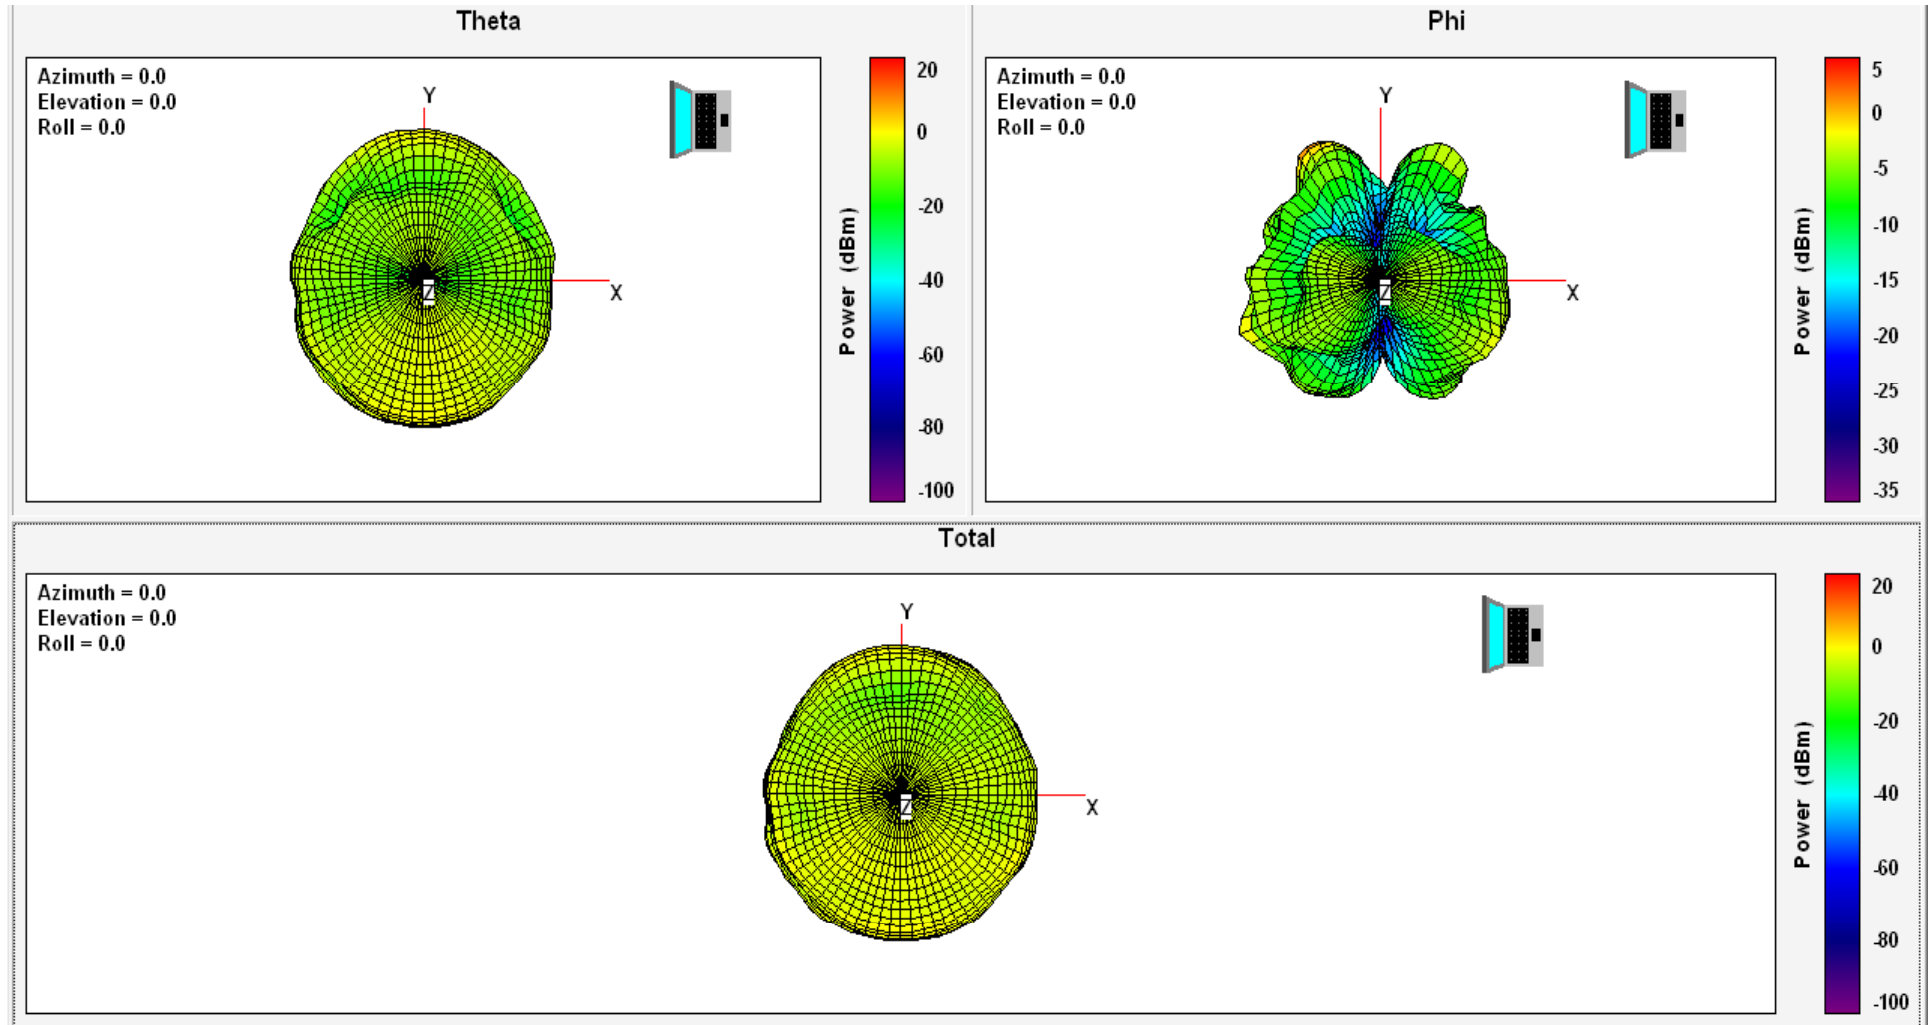 Theta
Azimuth = 0.0
Elevation = 0.0
Roll = 0.0
Y
X
Z
20
0
-20
-40
-60
-80
-100
Power (dBm)
Phi
Azimuth = 0.0
Elevation = 0.0
Roll = 0.0
Y
X
Z
5
0
-5
-10
-15
-20
-25
-30
-35
Power (dBm)
Total
Azimuth = 0.0
Elevation = 0.0
Roll = 0.0
Y
X
Z
20
0
-20
-40
-60
-80
-100
Power (dBm)